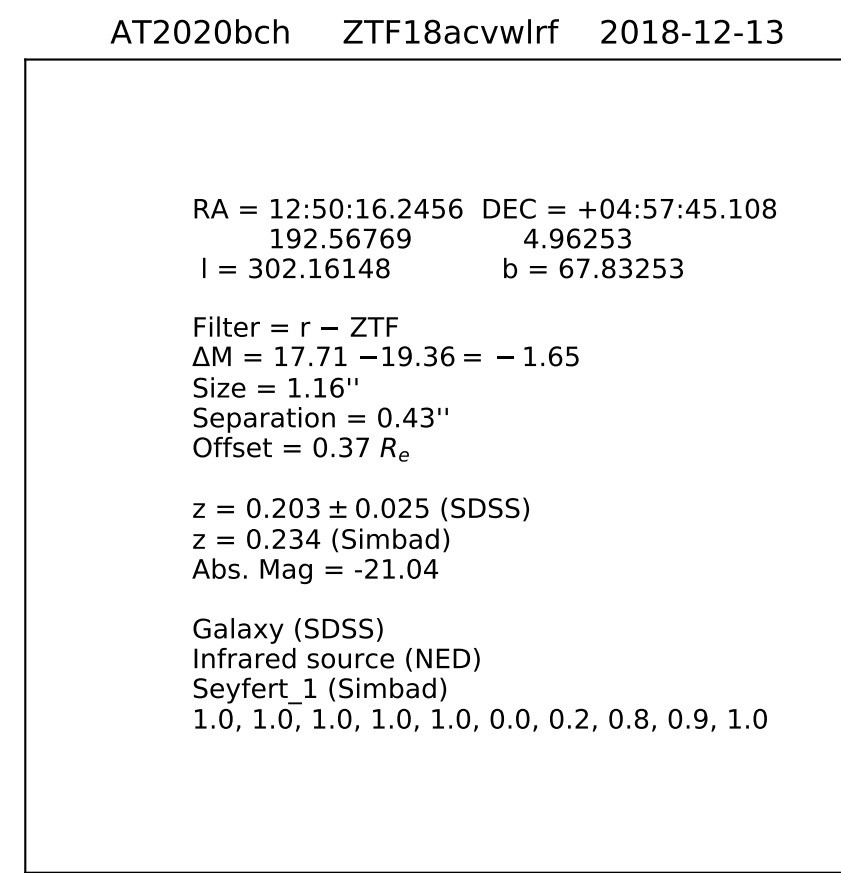 AT2020bch ZTF18acvwlrf 2018-12-13
RA = 12:50:16.2456 DEC = +04:57:45.108
192.56769 4.96253
l = 302.16148 b = 67.83253
Filter = r − ZTF
ΔM = 17.71 −19.36 = − 1.65
Size = 1.16''
Separation = 0.43''
Offset = 0.37 Rₑ
z = 0.203 ± 0.025 (SDSS)
z = 0.234 (Simbad)
Abs. Mag = -21.04
Galaxy (SDSS)
Infrared source (NED)
Seyfert_1 (Simbad)
1.0, 1.0, 1.0, 1.0, 1.0, 0.0, 0.2, 0.8, 0.9, 1.0